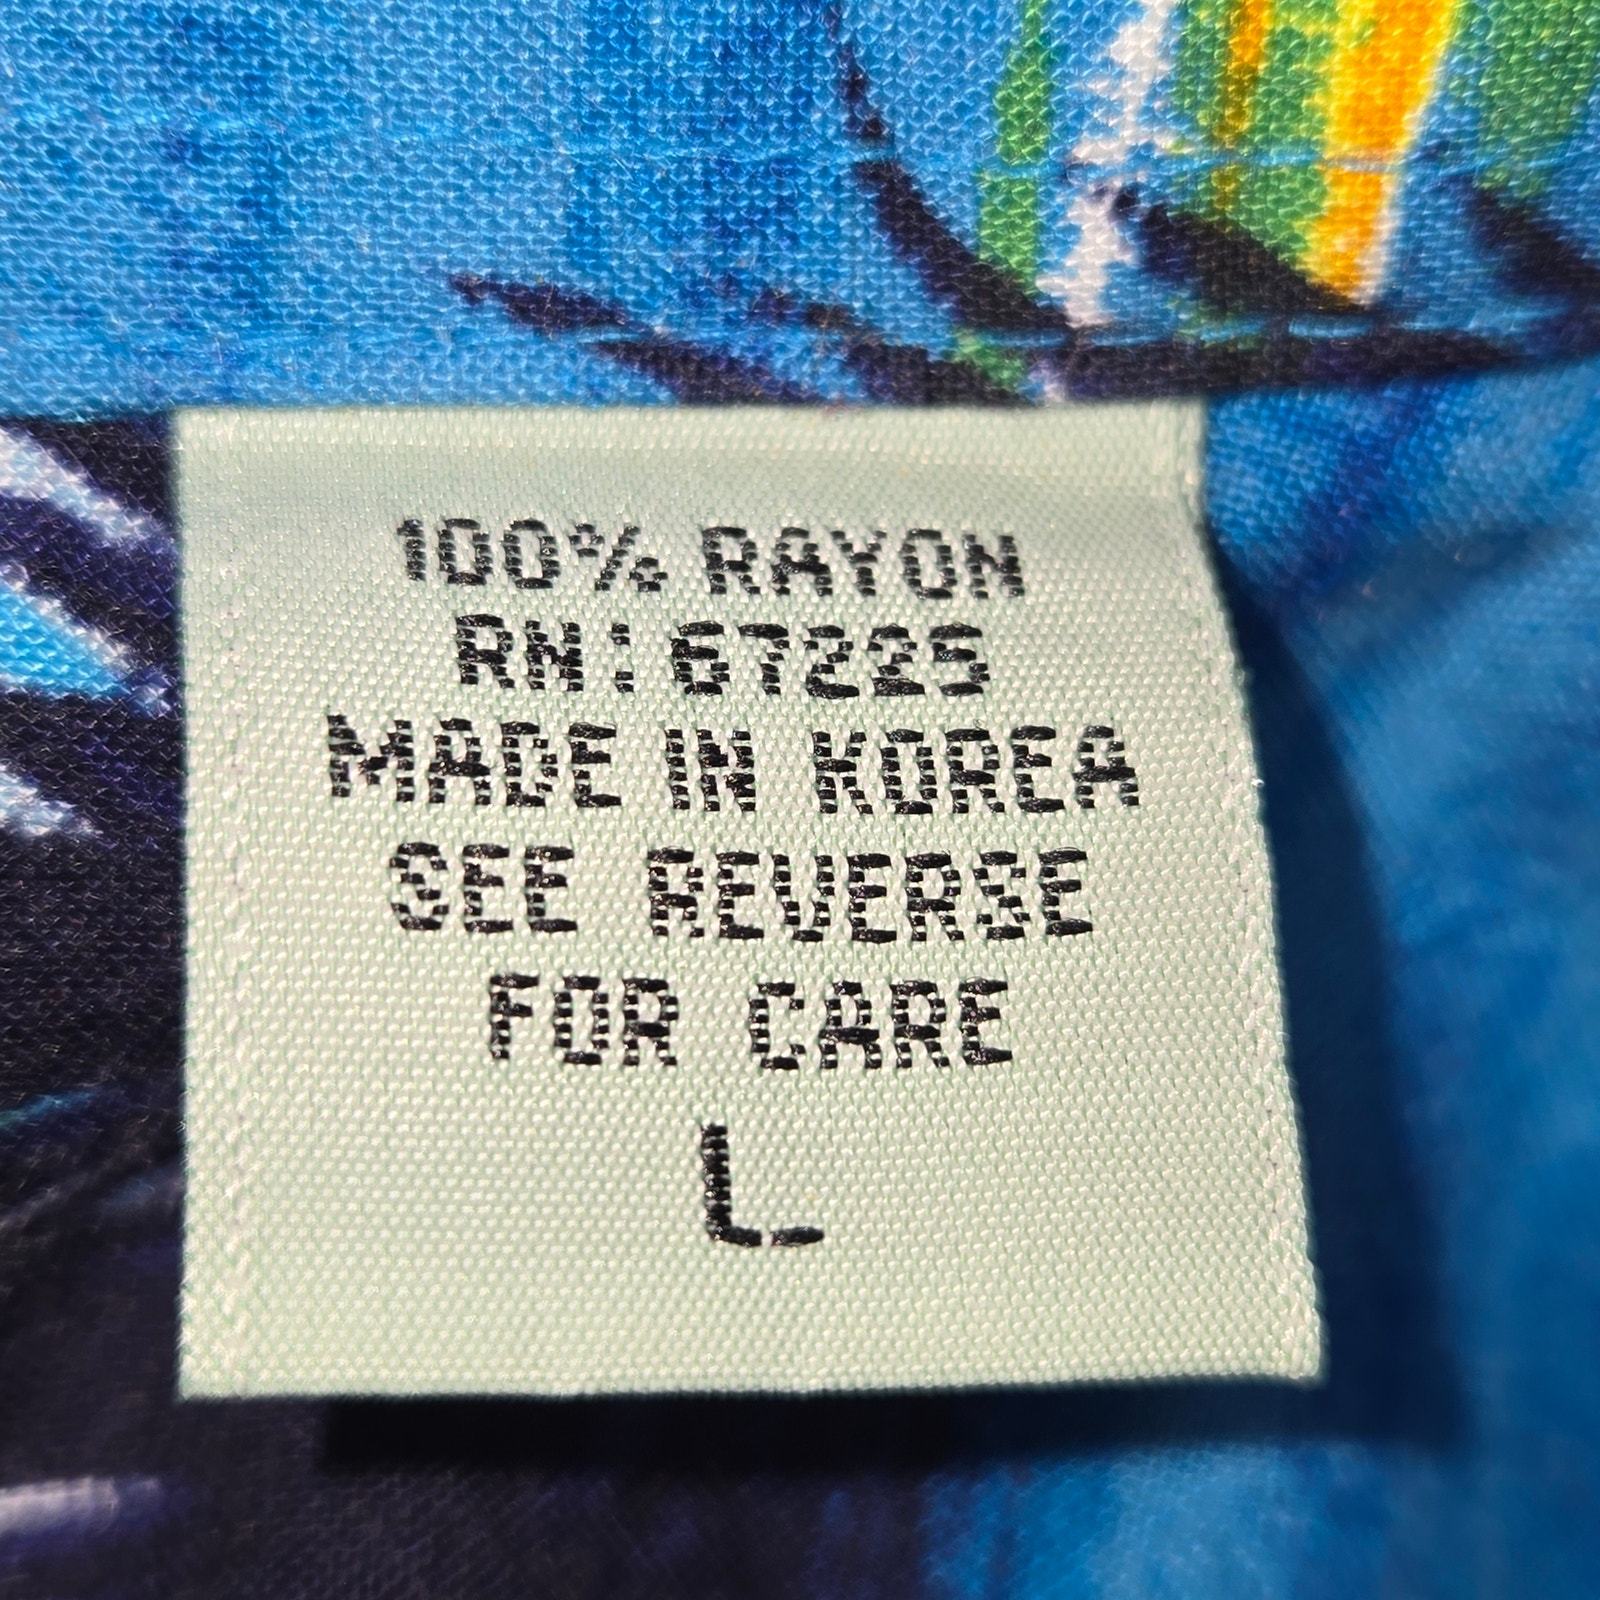 100% RAYON
RN: 67225
MADE IN KOREA
SEE REVERSE
FOR CARE
L